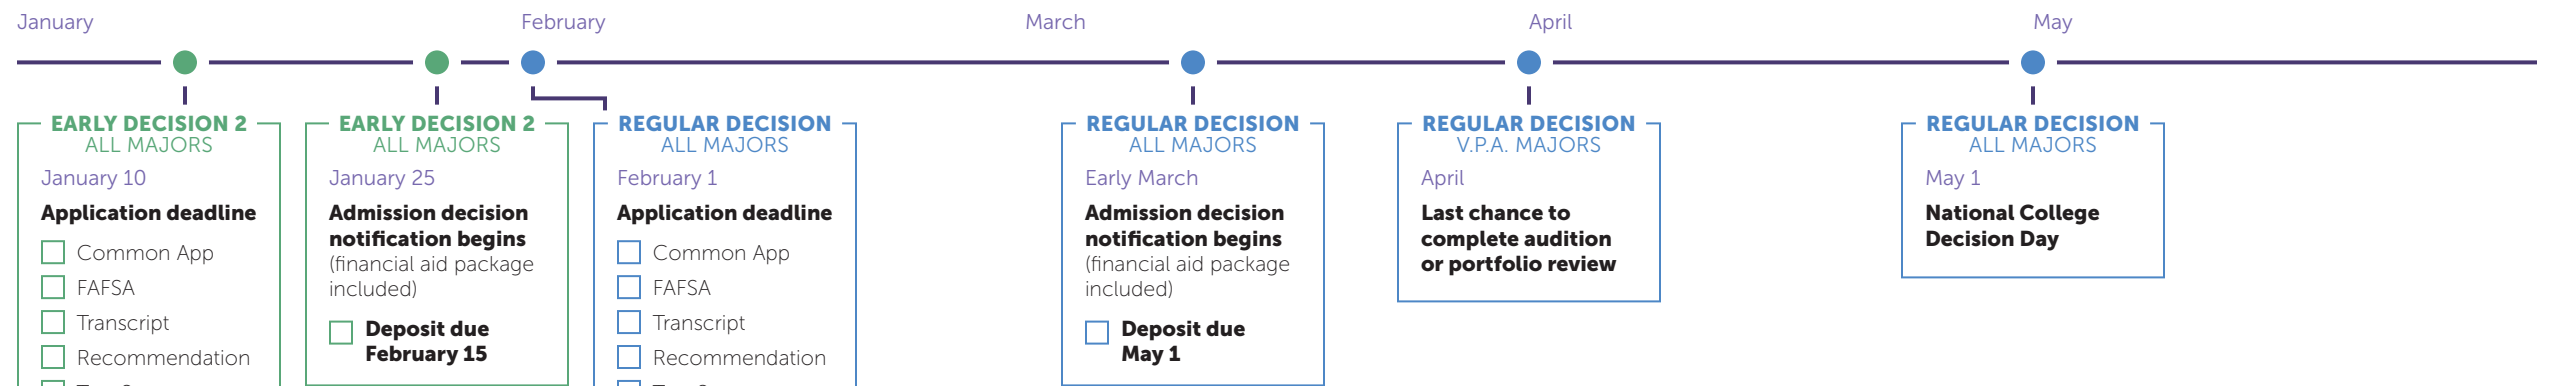 January
February
March
April
May
EARLY DECISION 2
ALL MAJORS
January 10
Application deadline
Common App
FAFSA
Transcript
Recommendation
EARLY DECISION 2
ALL MAJORS
January 25
Admission decision
notification begins
(financial aid package
included)
Deposit due
February 15
REGULAR DECISION
ALL MAJORS
February 1
Application deadline
Common App
FAFSA
Transcript
Recommendation
REGULAR DECISION
ALL MAJORS
Early March
Admission decision
notification begins
(financial aid package
included)
Deposit due
May 1
REGULAR DECISION
V.P.A. MAJORS
April
Last chance to
complete audition
or portfolio review
REGULAR DECISION
ALL MAJORS
May 1
National College
Decision Day